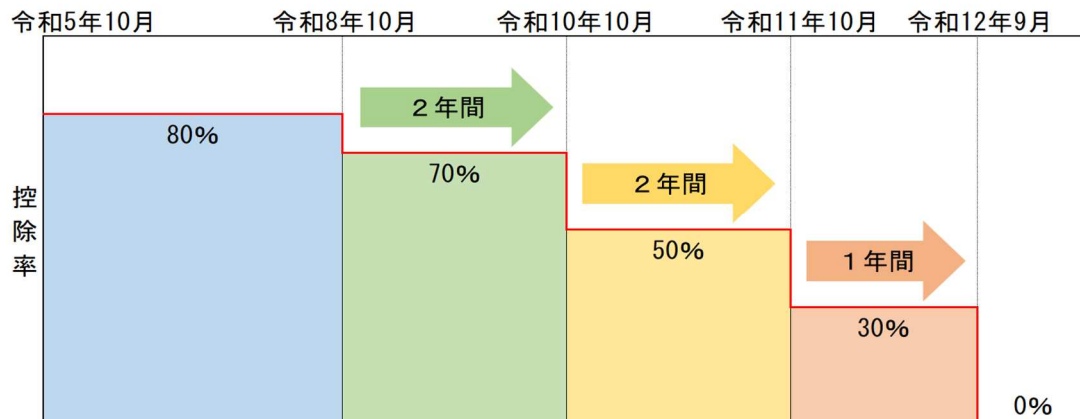 令和5年10月 令和8年10月 令和10年10月 令和11年10月 令和12年9月
２年間
80%
70%
２年間
控除率
50%
１年間
30%
0%